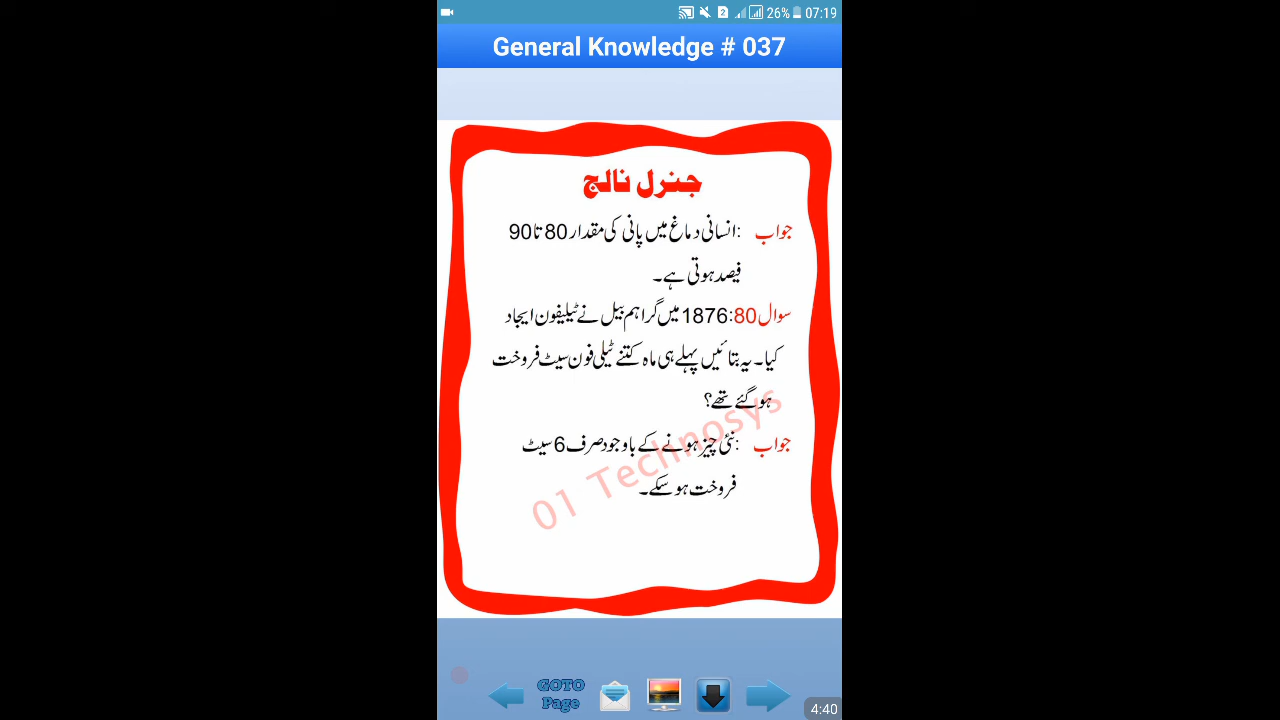 26% 07:19
General Knowledge # 037
جنرل نالج
جواب :انسانی دماغ میں پانی کی مقدار 80 تا 90
فیصد ہوتی ہے۔
سوال 80: 1876 میں گراہم بیل نے ٹیلیفون ایجاد
کیا۔ یہ بتائیں پہلے ہی ماہ کتنے ٹیلی فون سیٹ فروخت
ہو گئے تھے؟
جواب :نئی چیز ہونے کے باوجود صرف 6 سیٹ
فروخت ہو سکے۔
01 Technosys
GOTO
Page
4:40